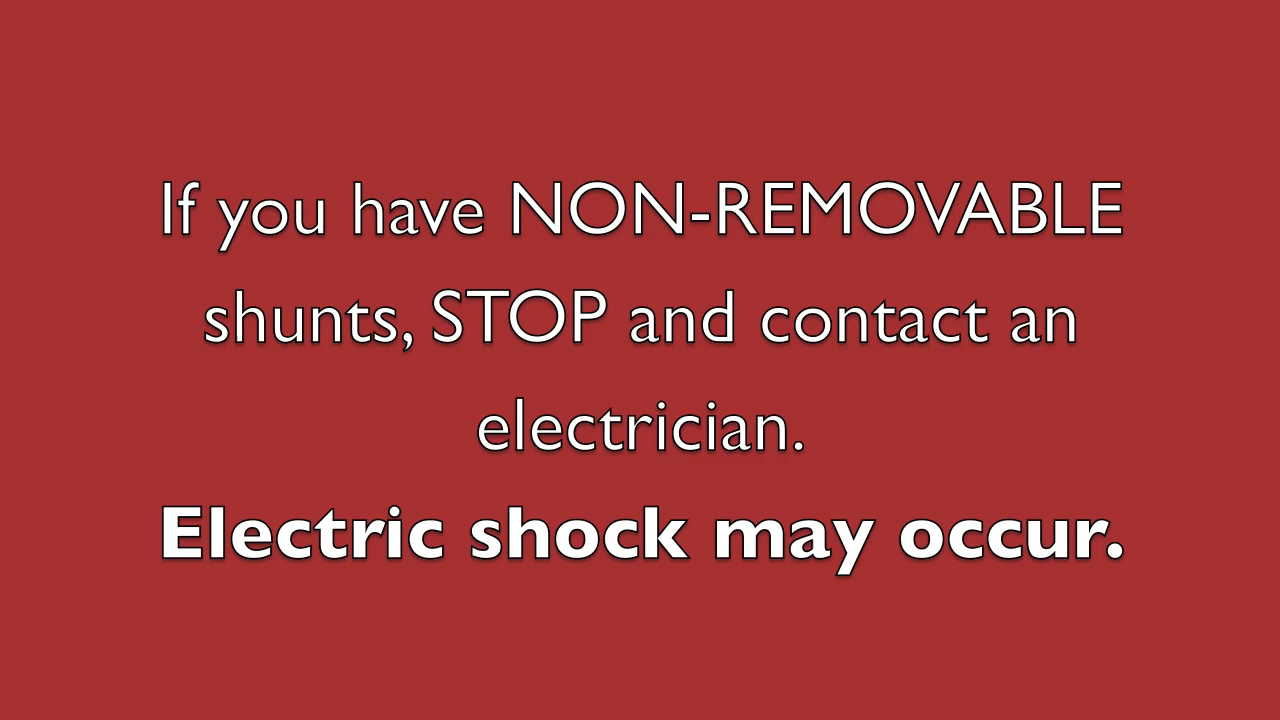 If you have NON-REMOVABLE
shunts, STOP and contact an
electrician.
Electric shock may occur.